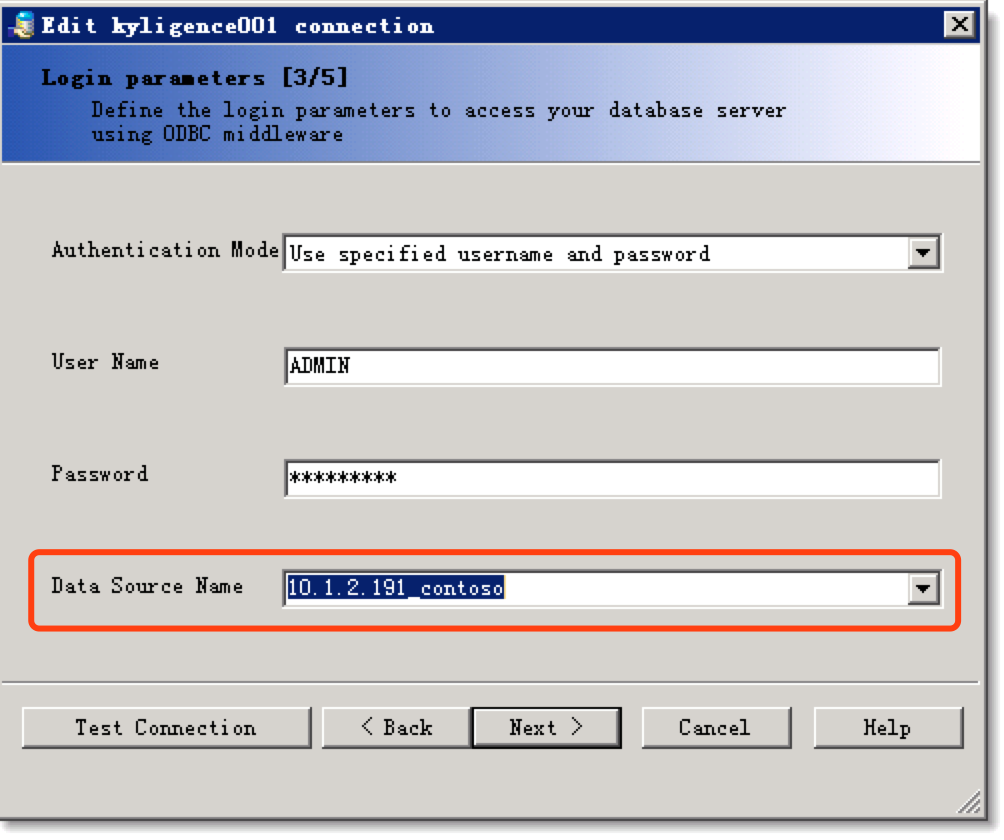 Edit kyligence001 connection
Login parameters [3/5]
Define the login parameters to access your database server
using ODBC middleware
Authentication Mode Use specified username and password
User Name ADMIN
Password *********
Data Source Name 10.1.2.191_contoso
Test Connection < Back Next > Cancel Help